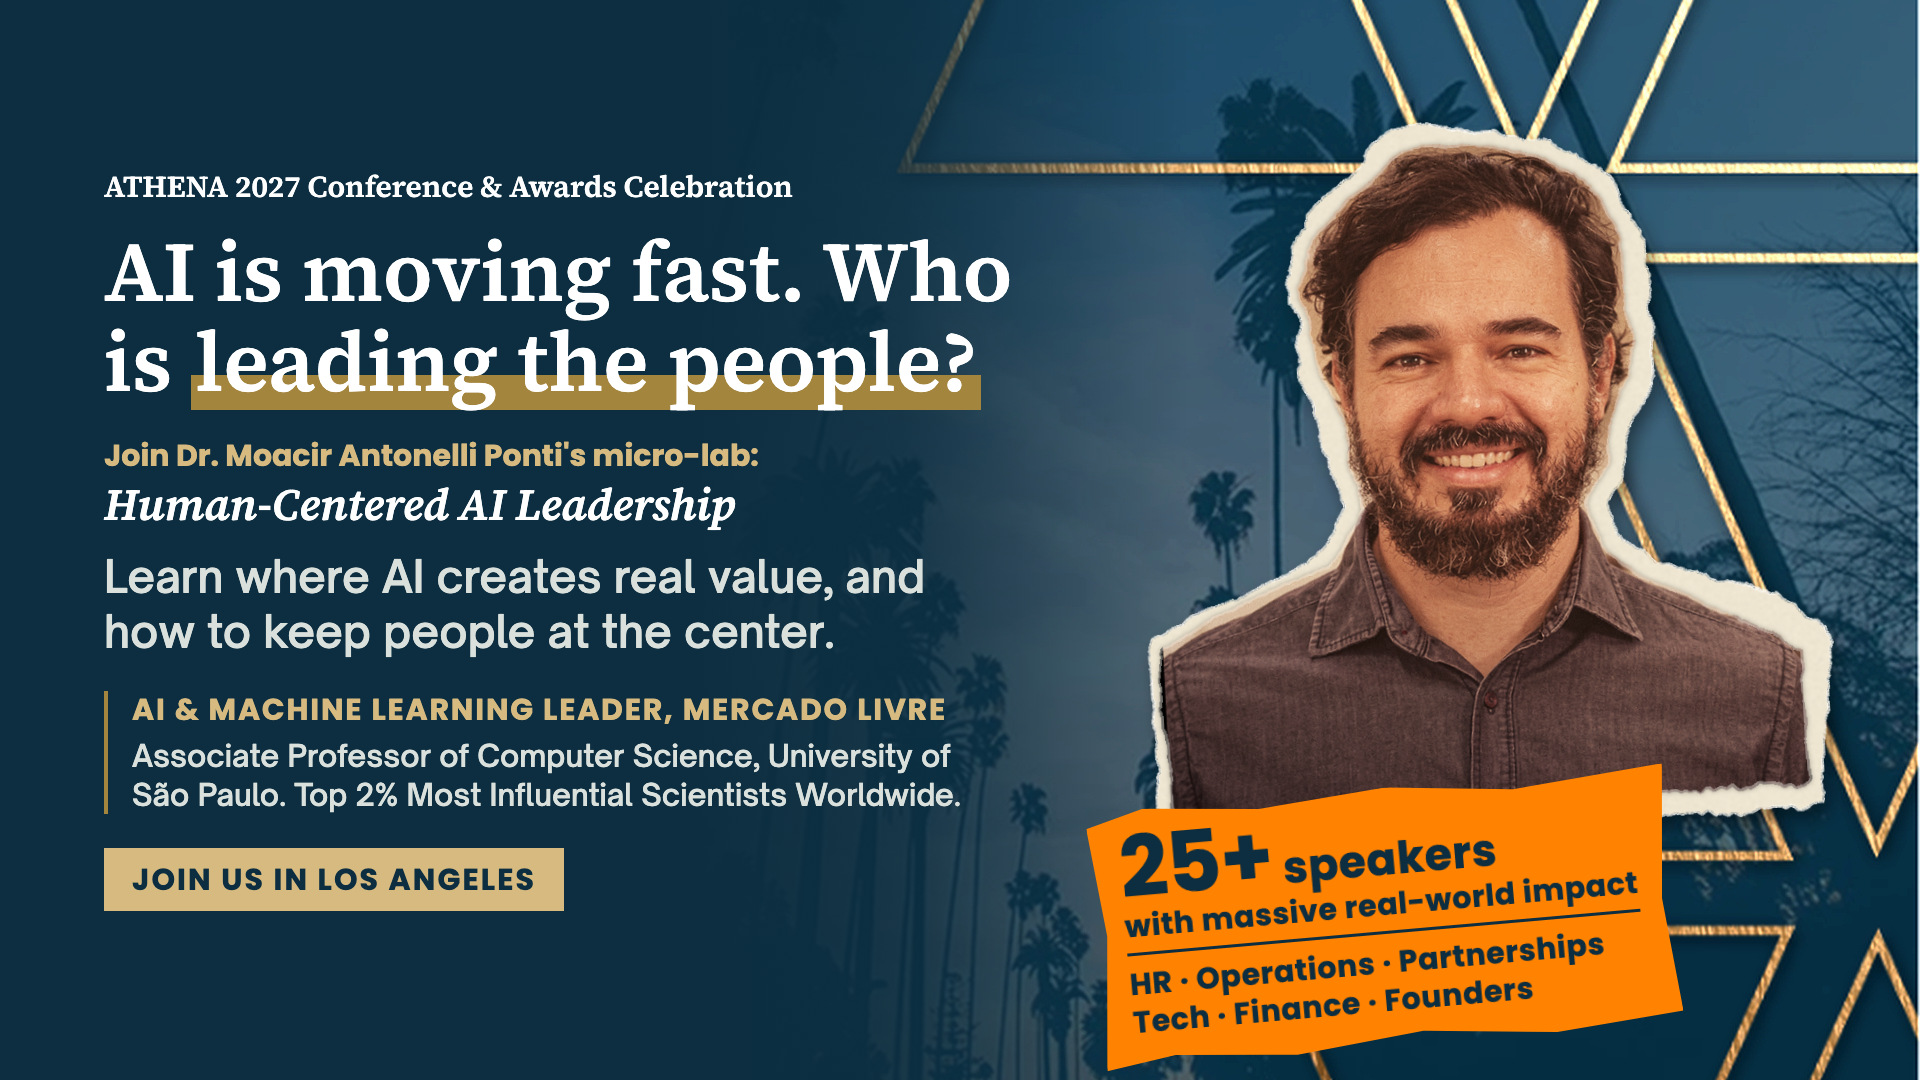 ATHENA 2027 Conference & Awards Celebration
AI is moving fast. Who
is leading the people?
Join Dr. Moacir Antonelli Ponti's micro-lab:
Human-Centered AI Leadership
Learn where AI creates real value, and
how to keep people at the center.
AI & MACHINE LEARNING LEADER, MERCADO LIVRE
Associate Professor of Computer Science, University of
São Paulo. Top 2% Most Influential Scientists Worldwide.
JOIN US IN LOS ANGELES
25+ speakers
with massive real-world impact
HR · Operations · Partnerships
Tech · Finance · Founders